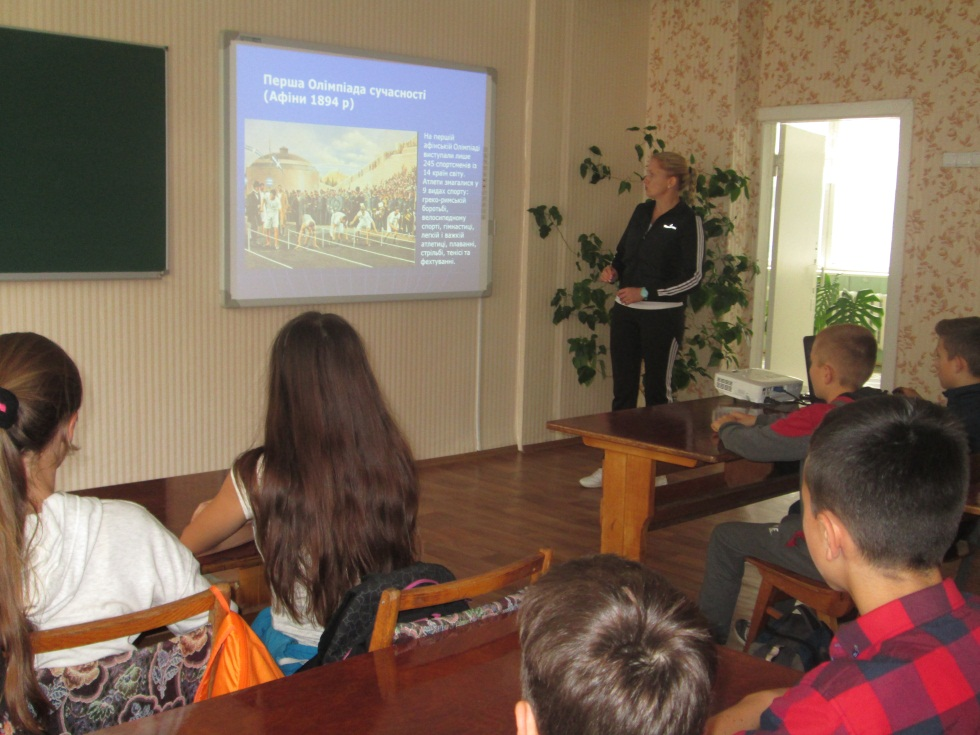 Перша Олімпіада сучасності
(Афіни 1894 р)
На першій
афінській Олімпіаді
виступали лише
245 спортсменів із
14 країн світу.
Атлети змагалися у
9 видах спорту:
греко-римській
боротьбі,
велосипедному
спорті, гімнастиці,
легкій і важкій
атлетиці, плаванні,
стрільбі, тенісі та
фехтуванні.